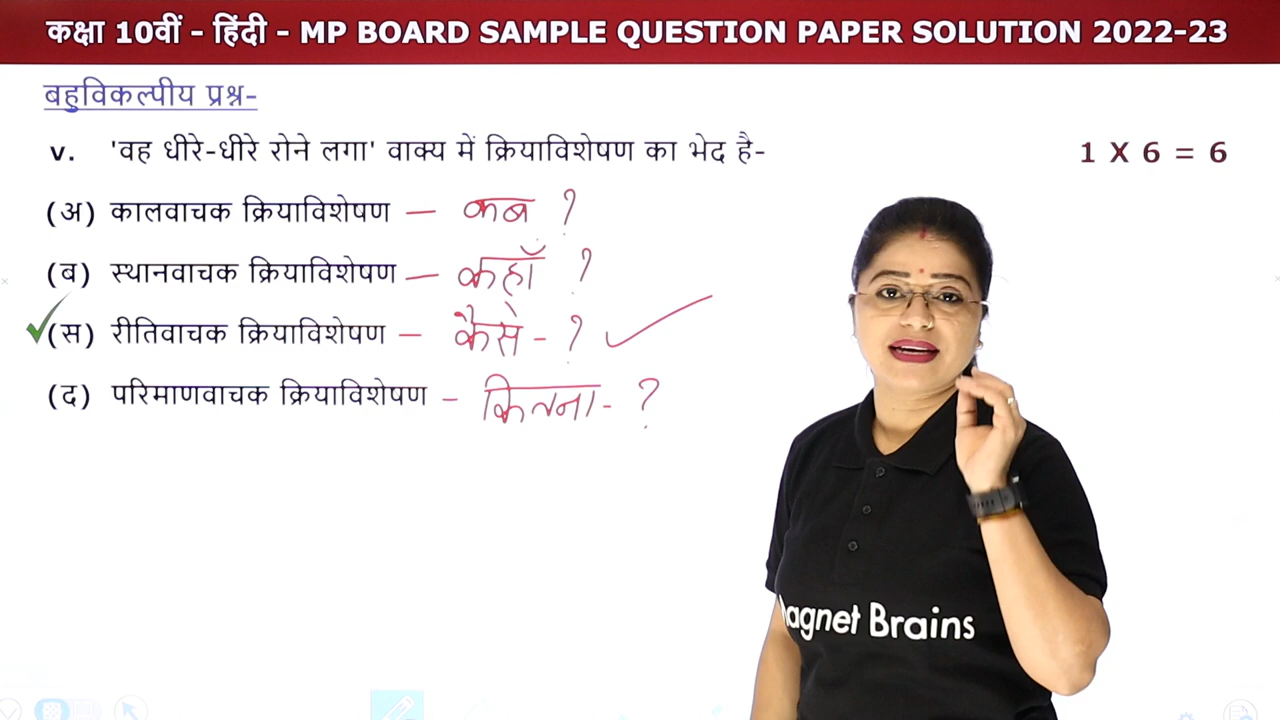 कक्षा 10वीं - हिंदी - MP BOARD SAMPLE QUESTION PAPER SOLUTION 2022-23
बहुविकल्पीय प्रश्न-
v. 'वह धीरे-धीरे रोने लगा' वाक्य में क्रियाविशेषण का भेद है- 1 X 6 = 6
(अ) कालवाचक क्रियाविशेषण — कब ?
(ब) स्थानवाचक क्रियाविशेषण — कहाँ ?
(स) रीतिवाचक क्रियाविशेषण — कैसे - ?
(द) परिमाणवाचक क्रियाविशेषण - कितना - ?
agnet Brains